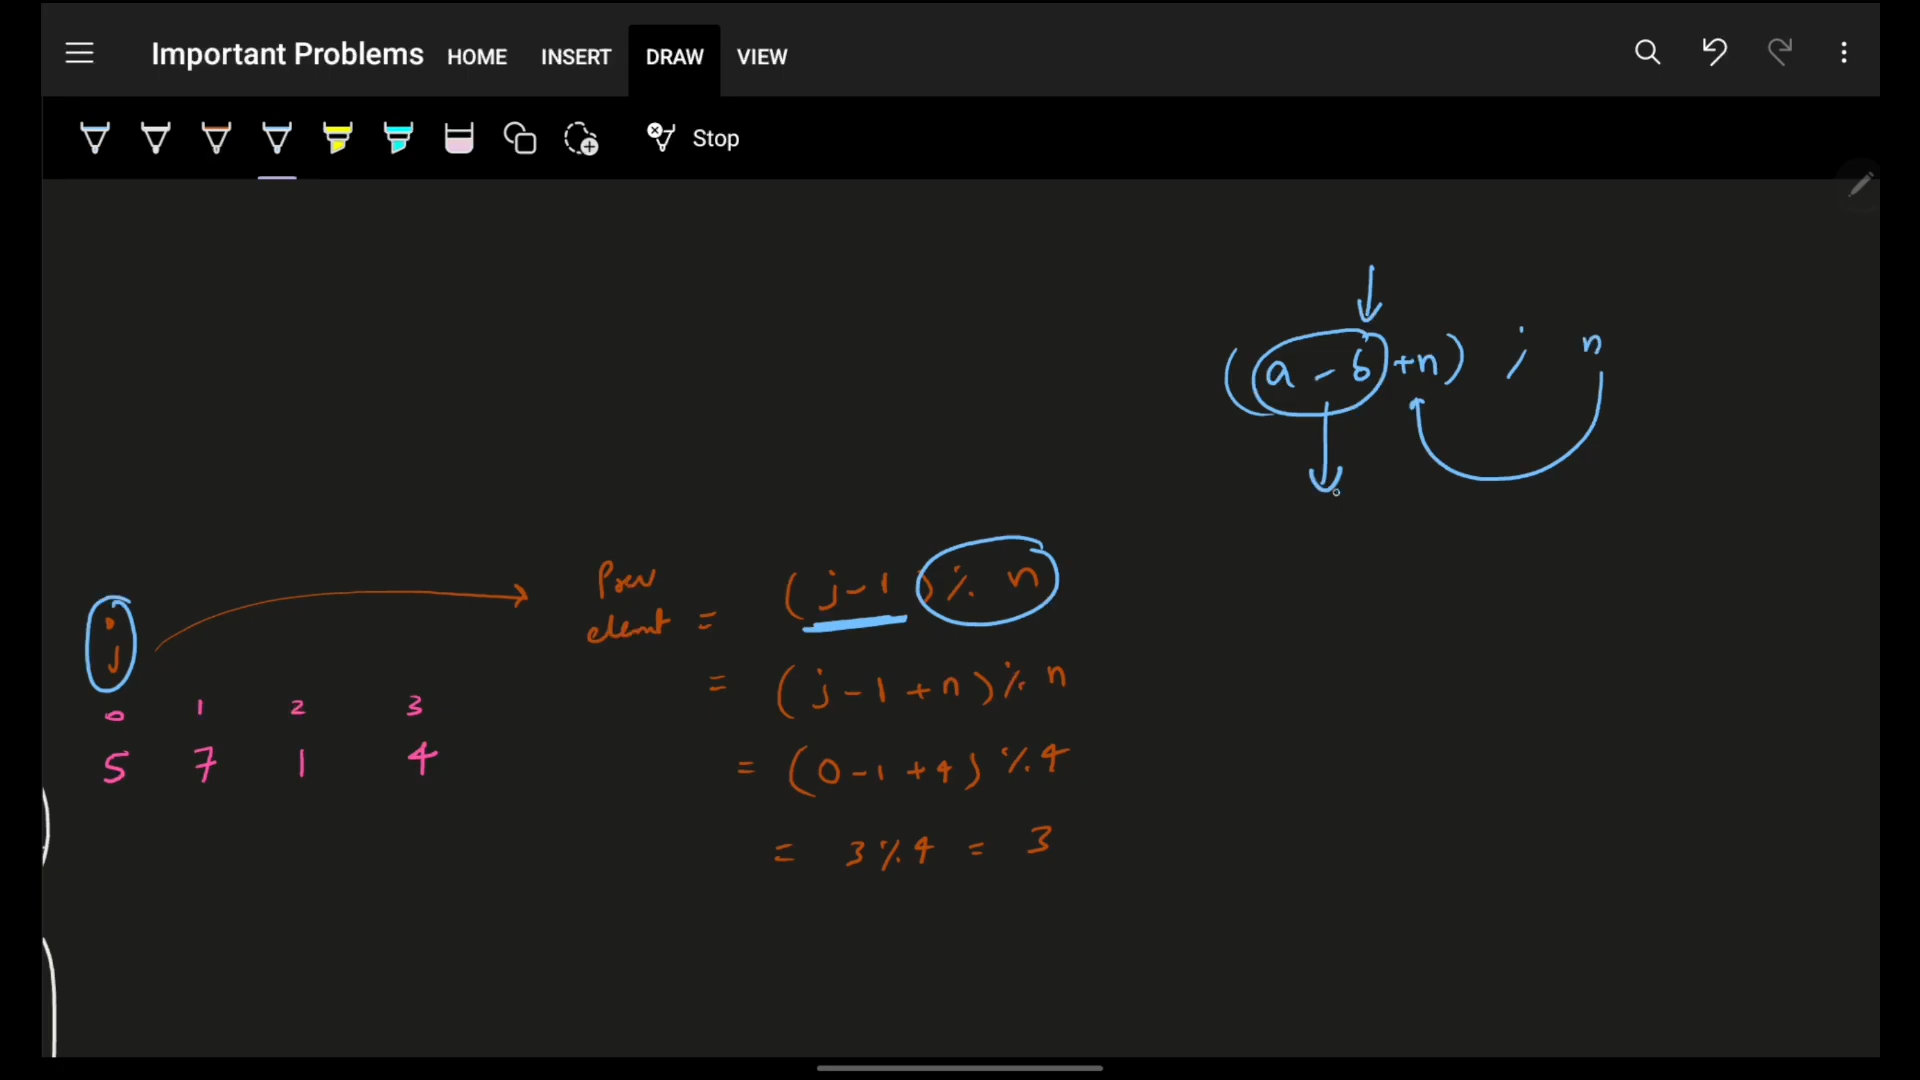 Important Problems HOME INSERT DRAW VIEW
Stop
((a - b) + n) % n
Prev element = (j-1) % n
= (j-1+n) % n
= (0-1+4) % 4
= 3 % 4 = 3
j
0 1 2 3
5 7 1 4